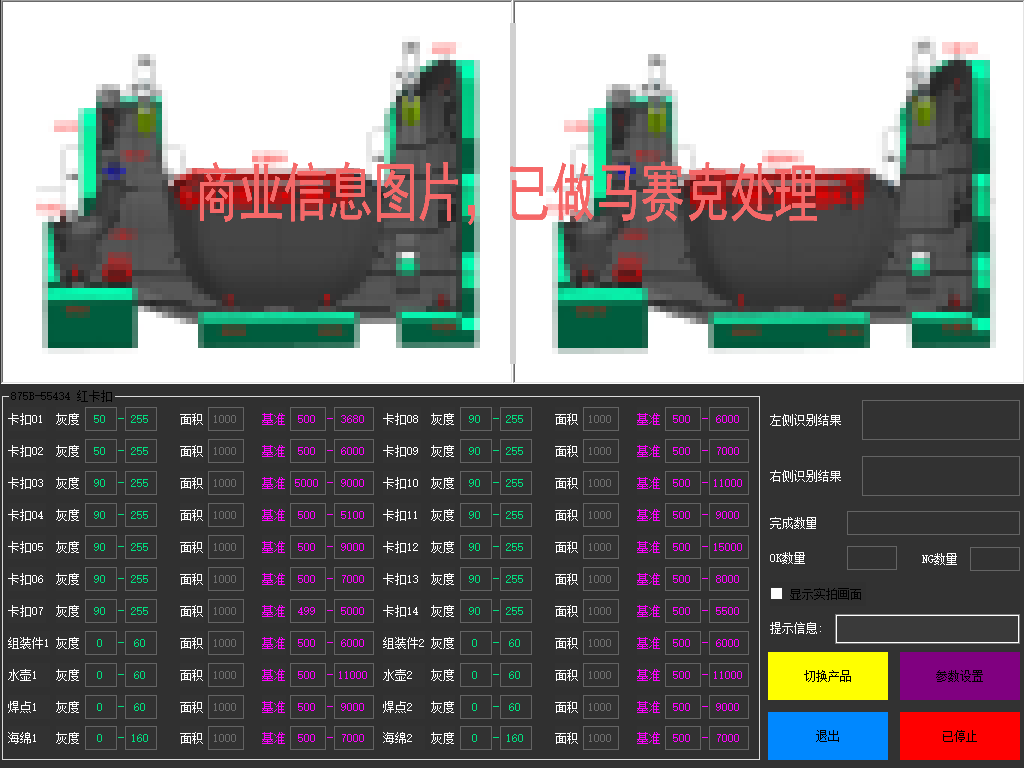 商业信息图片，已做马赛克处理
875B-55434 红卡扣
卡扣01 灰度 50 - 255 面积 1000 基准 500 - 3680 卡扣08 灰度 90 - 255 面积 1000 基准 500 - 6000
卡扣02 灰度 50 - 255 面积 1000 基准 500 - 6000 卡扣09 灰度 90 - 255 面积 1000 基准 500 - 7000
卡扣03 灰度 90 - 255 面积 1000 基准 5000 - 9000 卡扣10 灰度 90 - 255 面积 1000 基准 500 - 11000
卡扣04 灰度 90 - 255 面积 1000 基准 500 - 5100 卡扣11 灰度 90 - 255 面积 1000 基准 500 - 9000
卡扣05 灰度 90 - 255 面积 1000 基准 500 - 9000 卡扣12 灰度 90 - 255 面积 1000 基准 500 - 15000
卡扣06 灰度 90 - 255 面积 1000 基准 500 - 7000 卡扣13 灰度 90 - 255 面积 1000 基准 500 - 8000
卡扣07 灰度 90 - 255 面积 1000 基准 499 - 5000 卡扣14 灰度 90 - 255 面积 1000 基准 500 - 5500
组装件1 灰度 0 - 60 面积 1000 基准 500 - 6000 组装件2 灰度 0 - 60 面积 1000 基准 500 - 6000
水壶1 灰度 0 - 60 面积 1000 基准 500 - 11000 水壶2 灰度 0 - 60 面积 1000 基准 500 - 11000
焊点1 灰度 0 - 60 面积 1000 基准 500 - 9000 焊点2 灰度 0 - 60 面积 1000 基准 500 - 9000
海绵1 灰度 0 - 160 面积 1000 基准 500 - 7000 海绵2 灰度 0 - 160 面积 1000 基准 500 - 7000
左侧识别结果
右侧识别结果
完成数量
OK数量 NG数量
显示实拍画面
提示信息:
切换产品 参数设置
退出 已停止